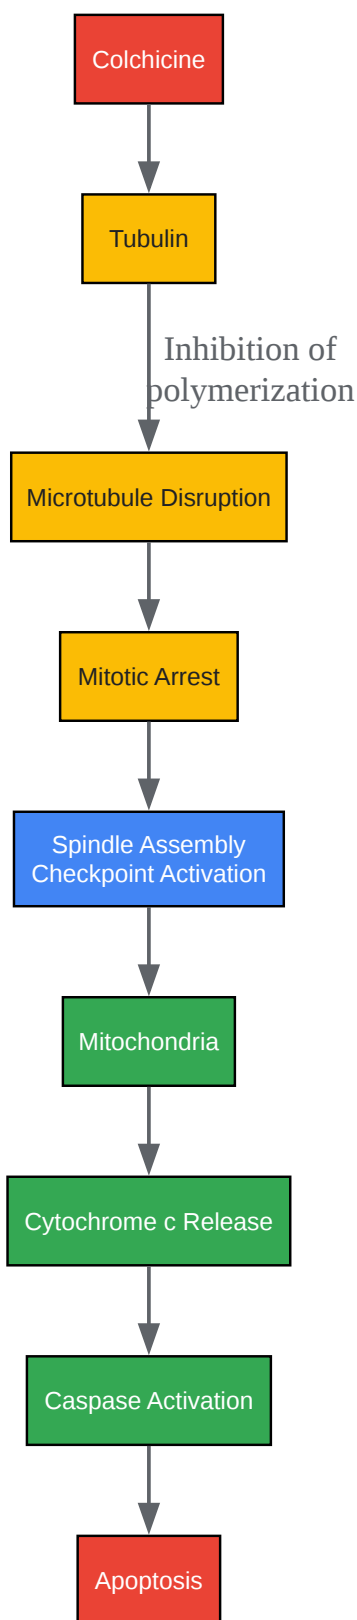 Colchicine
Tubulin
Inhibition of
polymerization
Microtubule Disruption
Mitotic Arrest
Spindle Assembly
Checkpoint Activation
Mitochondria
Cytochrome c Release
Caspase Activation
Apoptosis